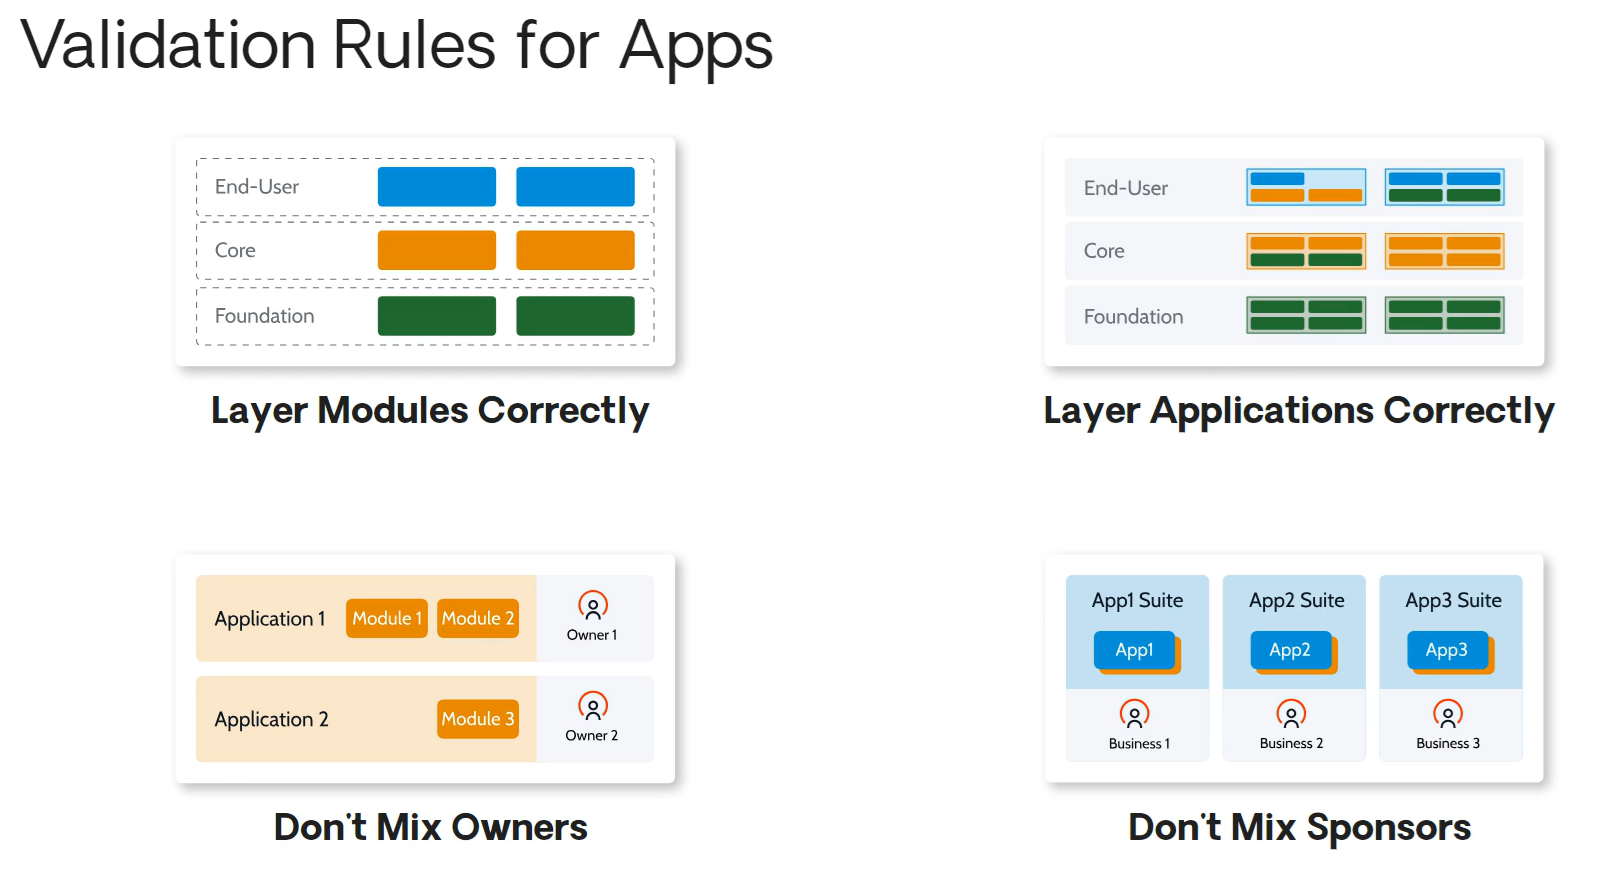 Validation Rules for Apps
End-User
Core
Foundation
Layer Modules Correctly
End-User
Core
Foundation
Layer Applications Correctly
Application 1 Module 1 Module 2
Owner 1
Application 2 Module 3
Owner 2
Don't Mix Owners
App1 Suite
App1
Business 1
App2 Suite
App2
Business 2
App3 Suite
App3
Business 3
Don't Mix Sponsors